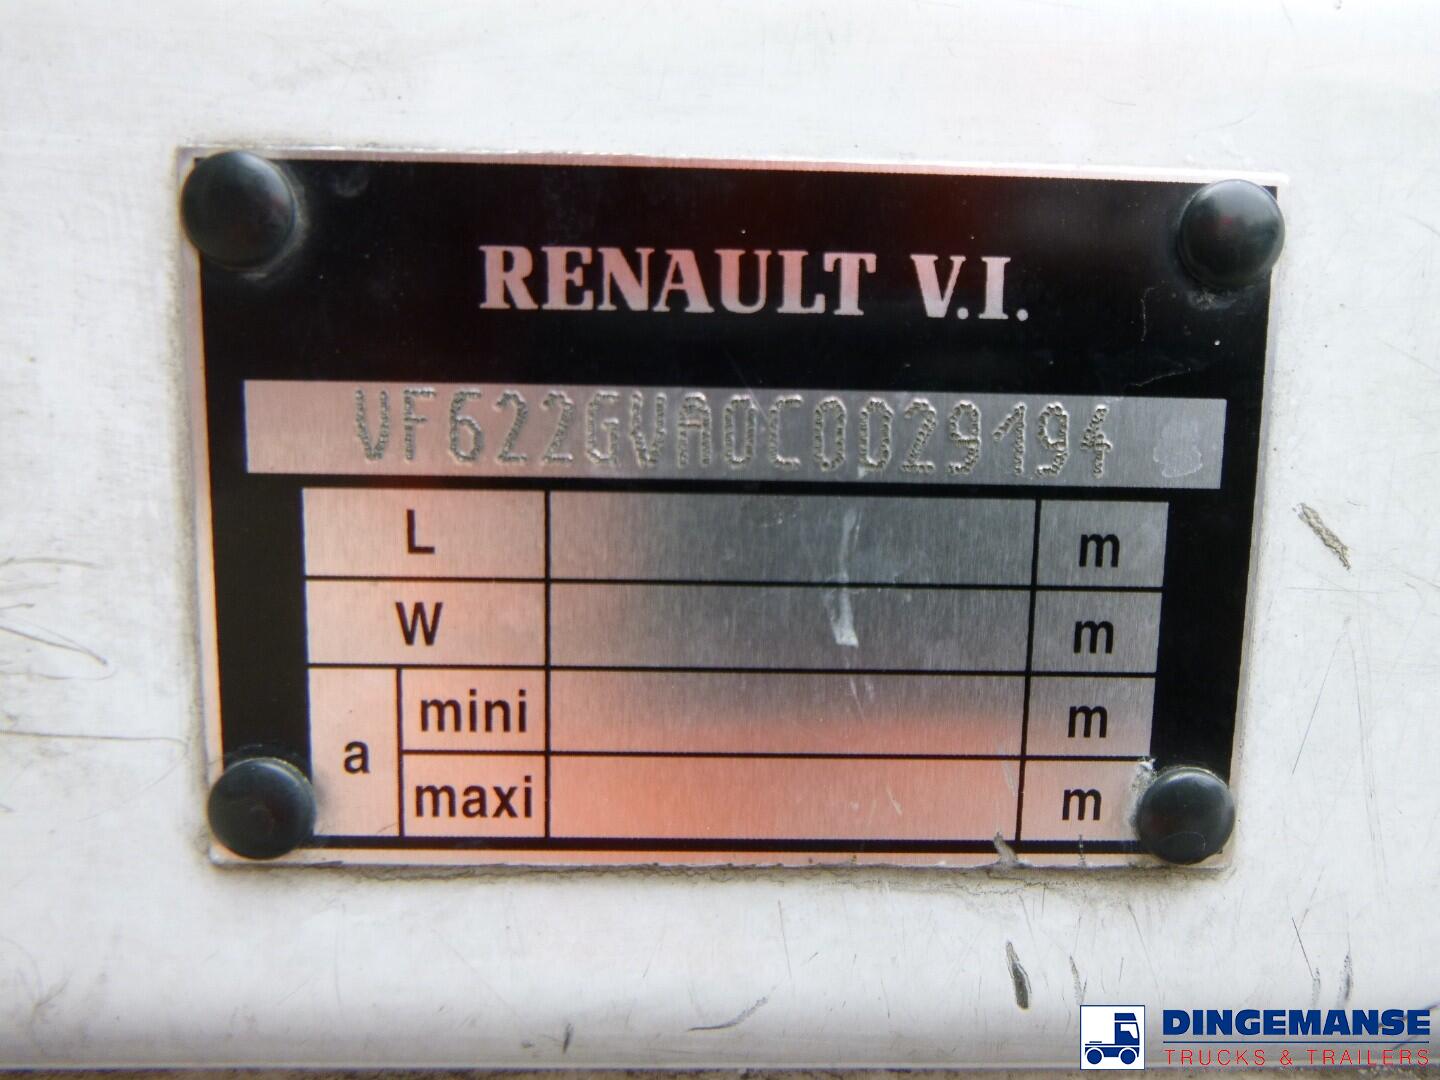 RENAULT V.I.
VF622GVA0C0029194
L m
W m
a mini m
maxi m
DINGEMANSE
TRUCKS & TRAILERS